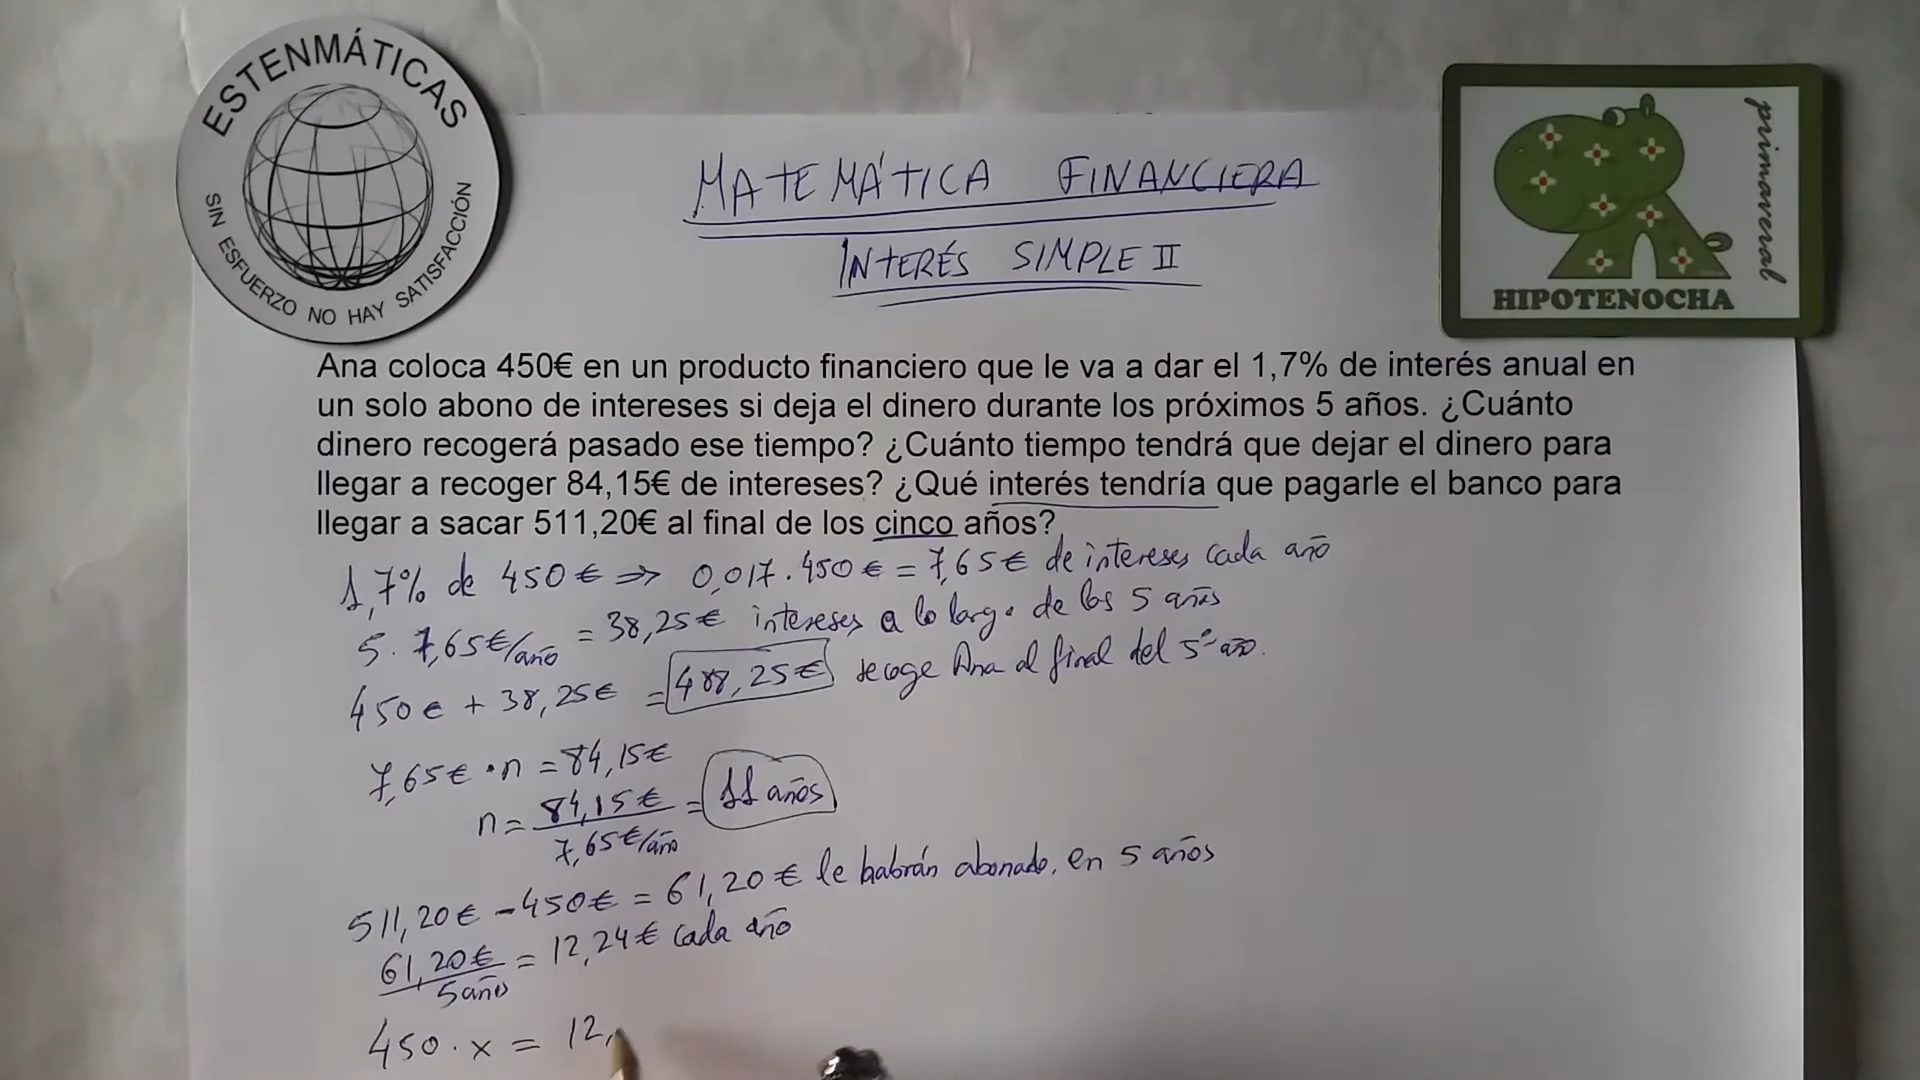 ESTENMÁTICAS
SIN ESFUERZO NO HAY SATISFACCIÓN
primaveral
HIPOTENOCHA
MATEMÁTICA FINANCIERA
INTERÉS SIMPLE II
Ana coloca 450€ en un producto financiero que le va a dar el 1,7% de interés anual en
un solo abono de intereses si deja el dinero durante los próximos 5 años. ¿Cuánto
dinero recogerá pasado ese tiempo? ¿Cuánto tiempo tendrá que dejar el dinero para
llegar a recoger 84,15€ de intereses? ¿Qué interés tendría que pagarle el banco para
llegar a sacar 511,20€ al final de los cinco años?
1,7% de 450€ ⇒ 0,017 · 450€ = 7,65€ de intereses cada año
5 · 7,65€/año = 38,25€ intereses a lo largo de los 5 años
450€ + 38,25€ = 488,25€ recoge Ana al final del 5º año.
7,65€ · n = 84,15€
n = 84,15€ / 7,65€/año = 11 años
511,20€ - 450€ = 61,20€ le habrán abonado, en 5 años
61,20€ / 5 años = 12,24€ cada año
450 · x = 12,